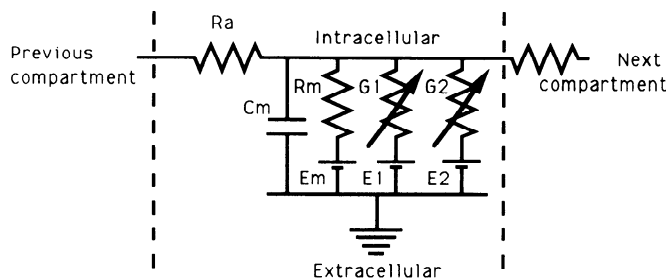 Ra
Previous
compartment
Intracellular
Next
compartment
Rm
G1
G2
Cm
Em
E1
E2
Extracellular